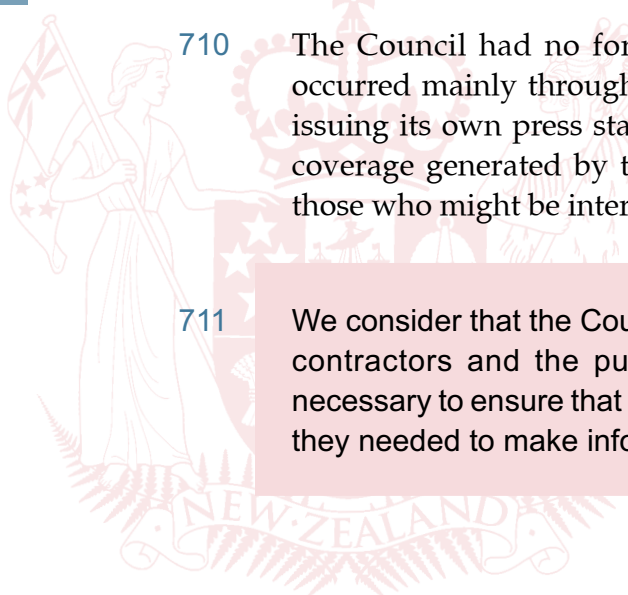 710 The Council had no for
occurred mainly through
issuing its own press sta
coverage generated by t
those who might be inter
711 We consider that the Cou
contractors and the pu
necessary to ensure that
they needed to make info
NEW·ZEALAND